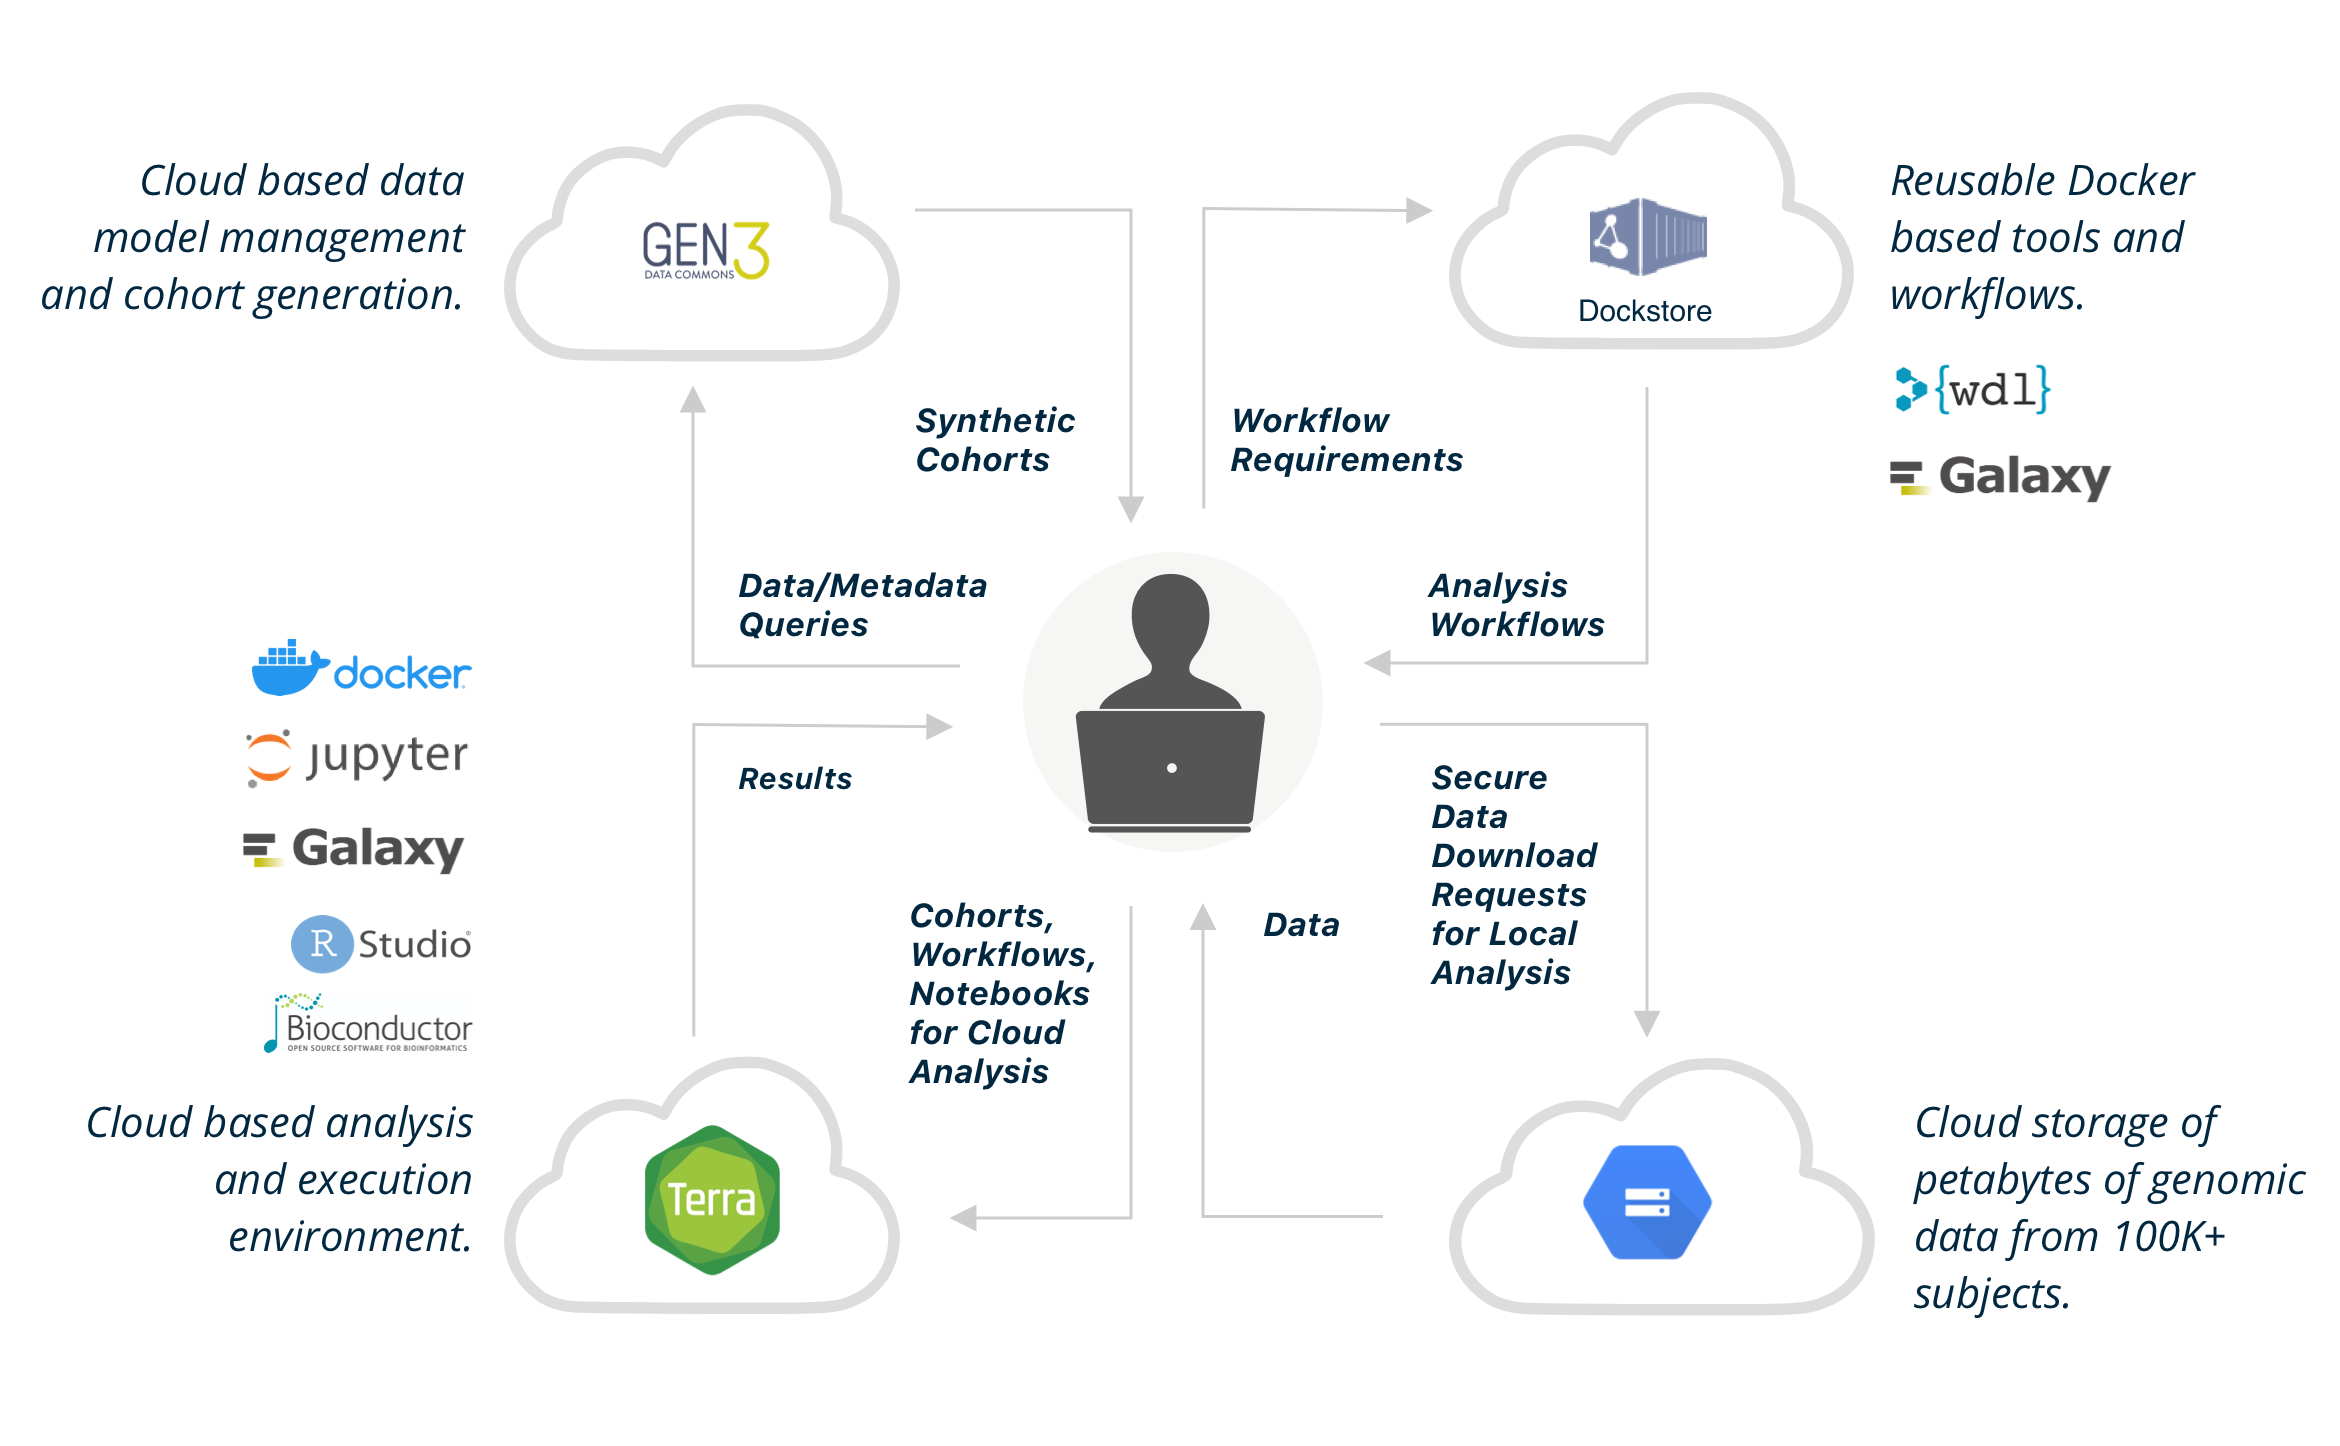 Cloud based data
model management
and cohort generation.
GEN3
DATA COMMONS
Dockstore
Reusable Docker
based tools and
workflows.
{wdl}
Galaxy
Synthetic
Cohorts
Workflow
Requirements
Data/Metadata
Queries
Analysis
Workflows
docker
jupyter
Galaxy
R Studio®
Bioconductor
OPEN SOURCE SOFTWARE FOR BIOINFORMATICS
Results
Secure
Data
Download
Requests
for Local
Analysis
Cohorts,
Workflows,
Notebooks
for Cloud
Analysis
Data
Cloud based analysis
and execution
environment.
Terra
Cloud storage of
petabytes of genomic
data from 100K+
subjects.